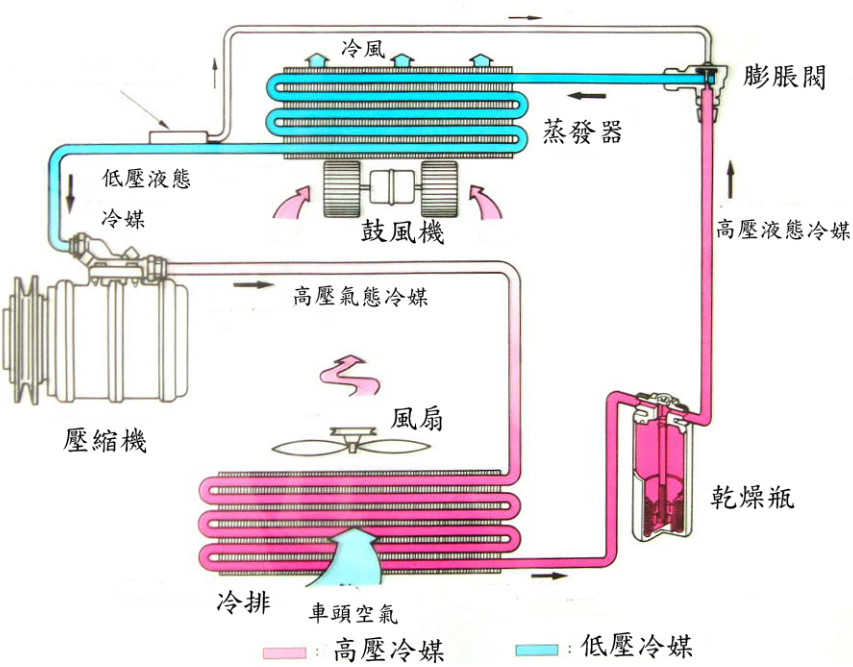 冷風
膨脹閥
蒸發器
低壓液態
冷媒
鼓風機
高壓液態冷媒
高壓氣態冷媒
風扇
壓縮機
乾燥瓶
冷排
車頭空氣
：高壓冷媒
：低壓冷媒